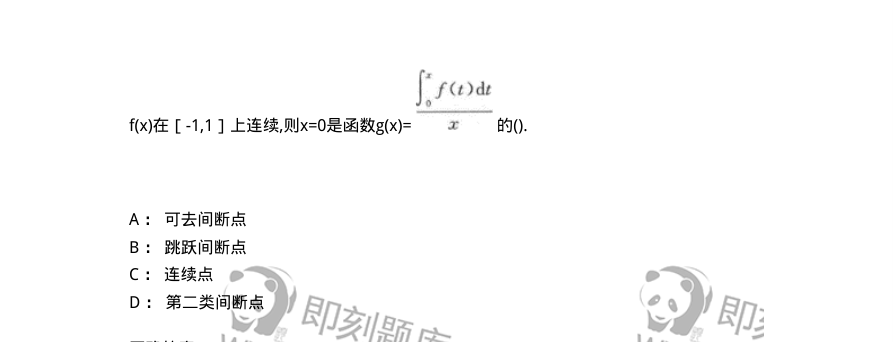 f(x)在［-1,1］上连续,则x=0是函数g(x)= \frac{\int_0^x f(t)dt}{x} 的().
A： 可去间断点
B： 跳跃间断点
C： 连续点
D： 第二类间断点
即刻题库 即刻